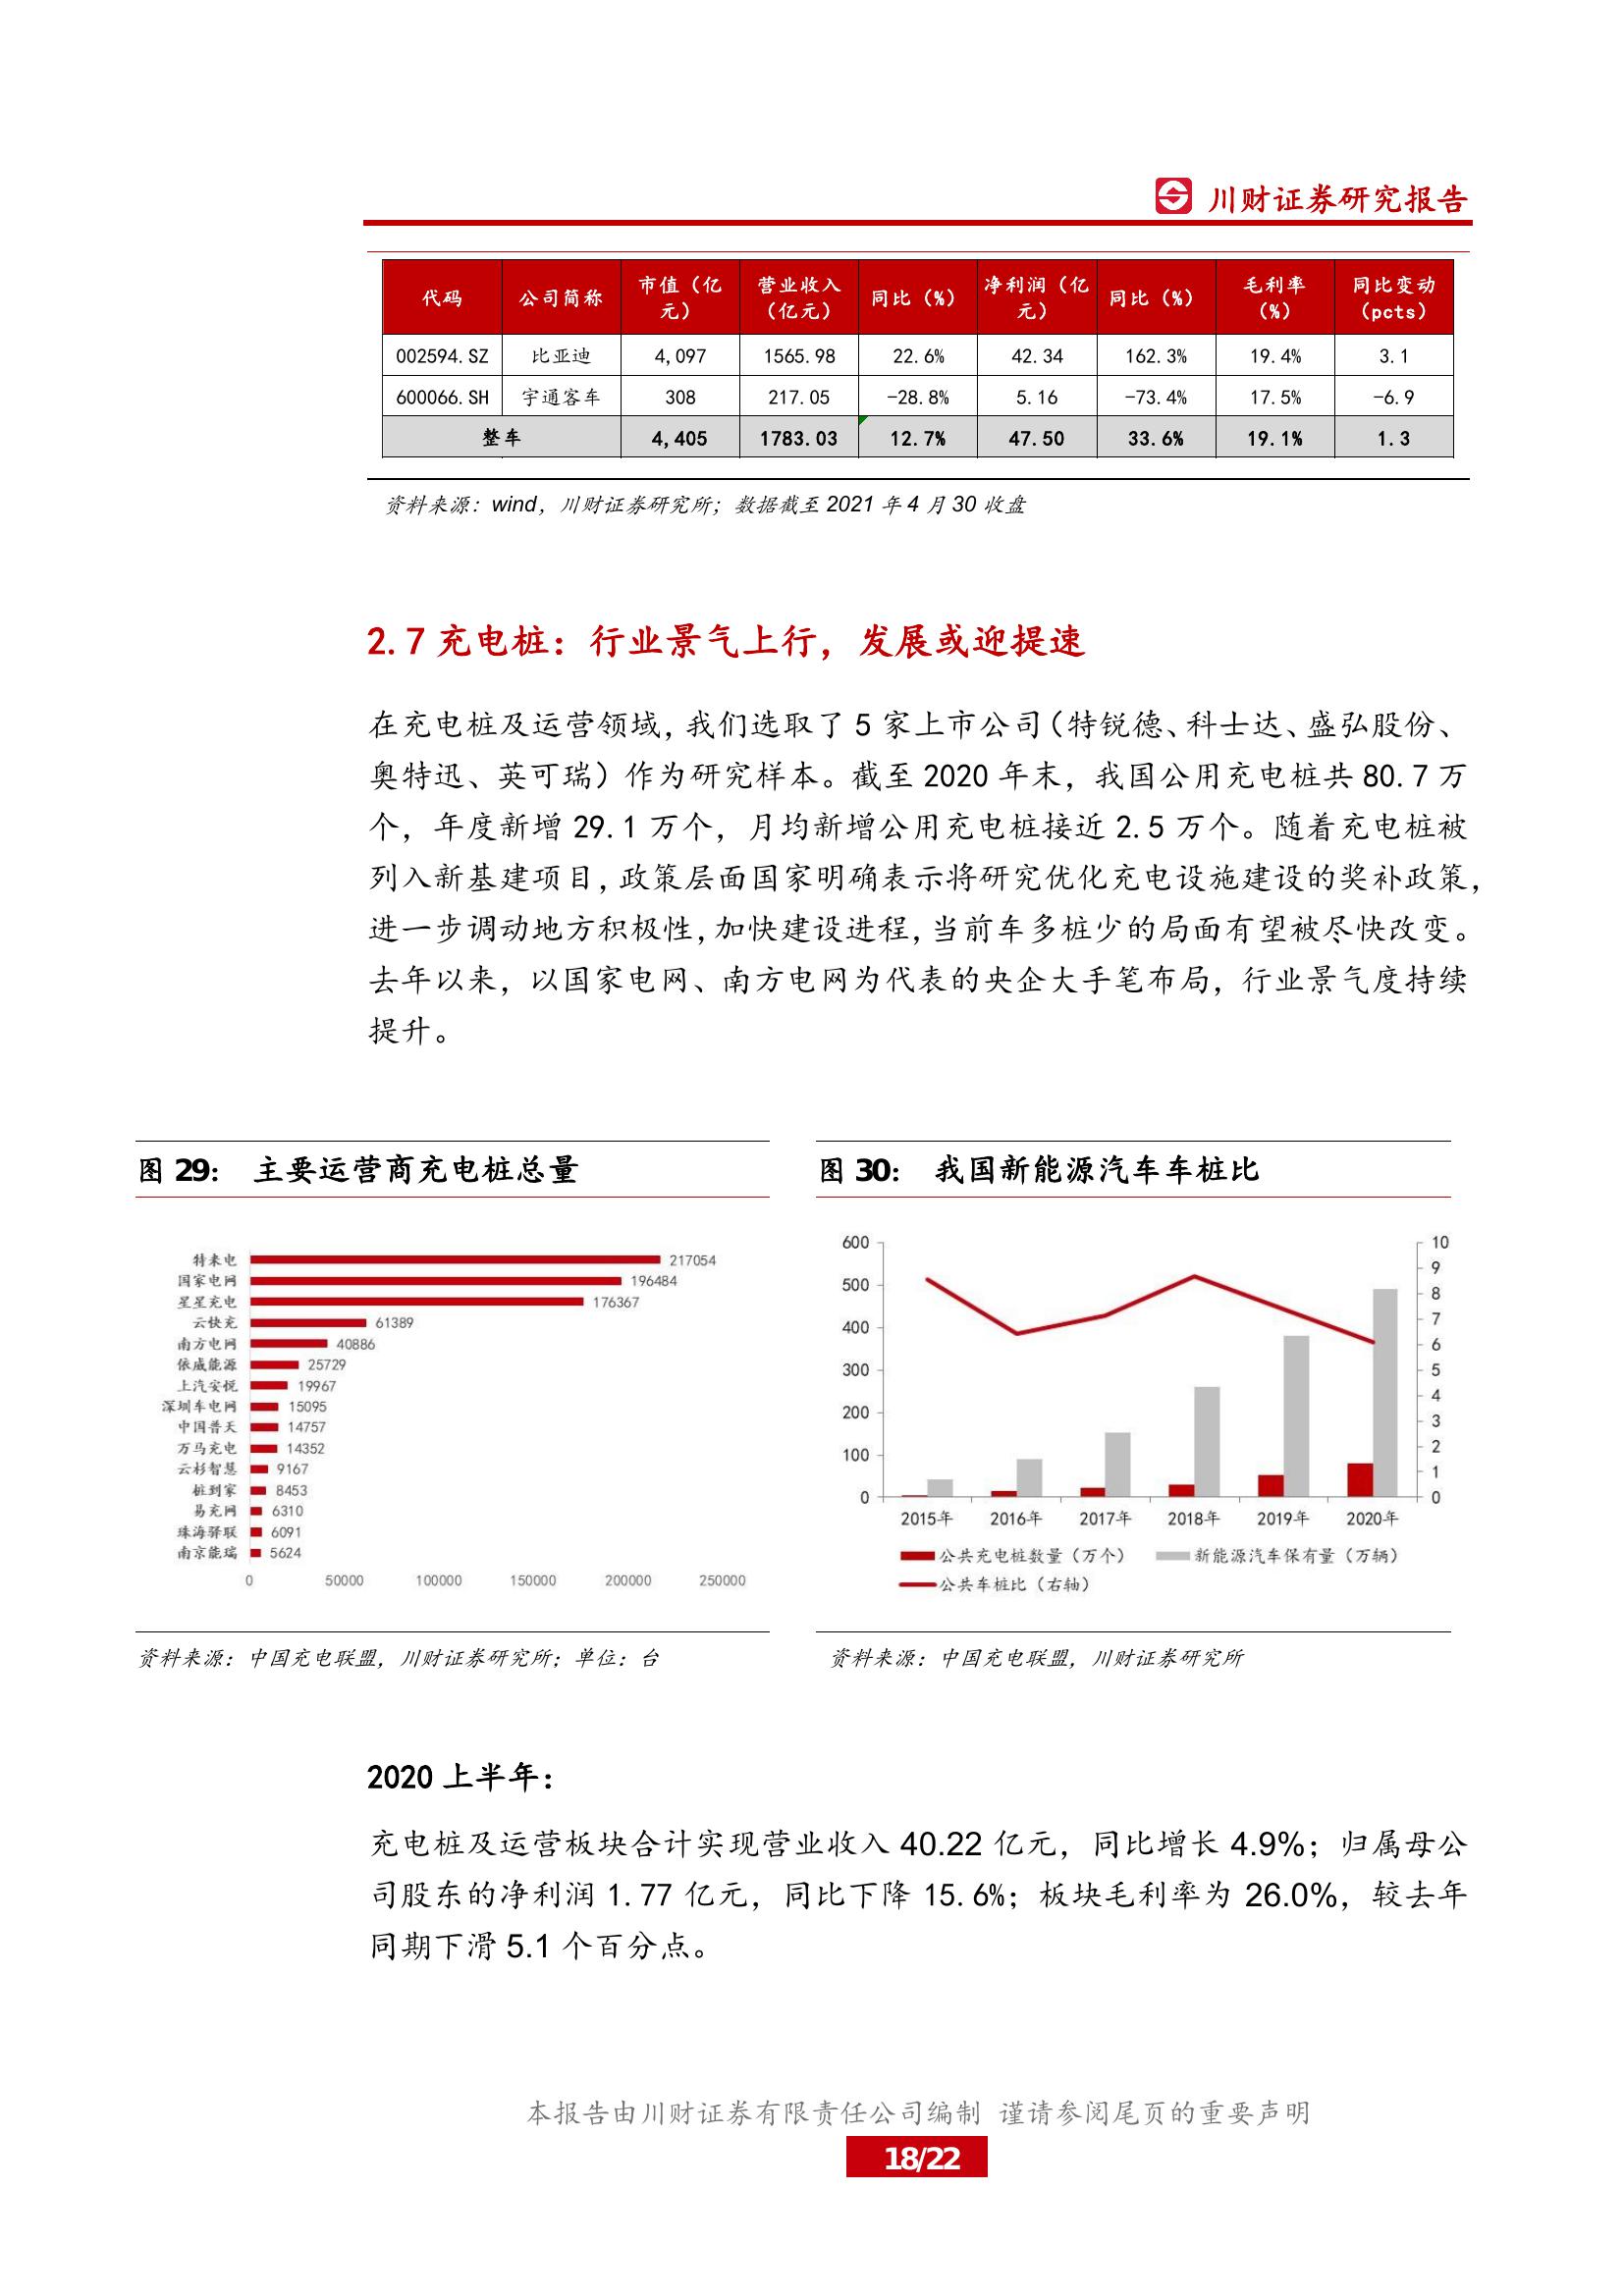 川财证券研究报告
代码 公司简称 市值（亿元） 营业收入（亿元） 同比（%） 净利润（亿元） 同比（%） 毛利率（%） 同比变动（pcts）
002594.SZ 比亚迪 4,097 1565.98 22.6% 42.34 162.3% 19.4% 3.1
600066.SH 宇通客车 308 217.05 -28.8% 5.16 -73.4% 17.5% -6.9
整车 4,405 1783.03 12.7% 47.50 33.6% 19.1% 1.3
资料来源：wind，川财证券研究所；数据截至 2021 年 4 月 30 收盘
2.7 充电桩：行业景气上行，发展或迎提速
在充电桩及运营领域，我们选取了 5 家上市公司（特锐德、科士达、盛弘股份、
奥特迅、英可瑞）作为研究样本。截至 2020 年末，我国公用充电桩共 80.7 万
个，年度新增 29.1 万个，月均新增公用充电桩接近 2.5 万个。随着充电桩被
列入新基建项目，政策层面国家明确表示将研究优化充电设施建设的奖补政策，
进一步调动地方积极性，加快建设进程，当前车多桩少的局面有望被尽快改变。
去年以来，以国家电网、南方电网为代表的央企大手笔布局，行业景气度持续
提升。
图 29： 主要运营商充电桩总量
特来电 217054
国家电网 196484
星星充电 176367
云快充 61389
南方电网 40886
依威能源 25729
上汽安悦 19967
深圳车电网 15095
中国普天 14757
万马充电 14352
云杉智慧 9167
桩到家 8453
易充网 6310
珠海驿联 6091
南京能瑞 5624
0 50000 100000 150000 200000 250000
资料来源：中国充电联盟，川财证券研究所；单位：台
图 30： 我国新能源汽车车桩比
600
500
400
300
200
100
0
10
9
8
7
6
5
4
3
2
1
0
2015年 2016年 2017年 2018年 2019年 2020年
公共充电桩数量（万个） 新能源汽车保有量（万辆）
公共车桩比（右轴）
资料来源：中国充电联盟，川财证券研究所
2020 上半年：
充电桩及运营板块合计实现营业收入 40.22 亿元，同比增长 4.9%；归属母公
司股东的净利润 1.77 亿元，同比下降 15.6%；板块毛利率为 26.0%，较去年
同期下滑 5.1 个百分点。
本报告由川财证券有限责任公司编制 谨请参阅尾页的重要声明
18/22